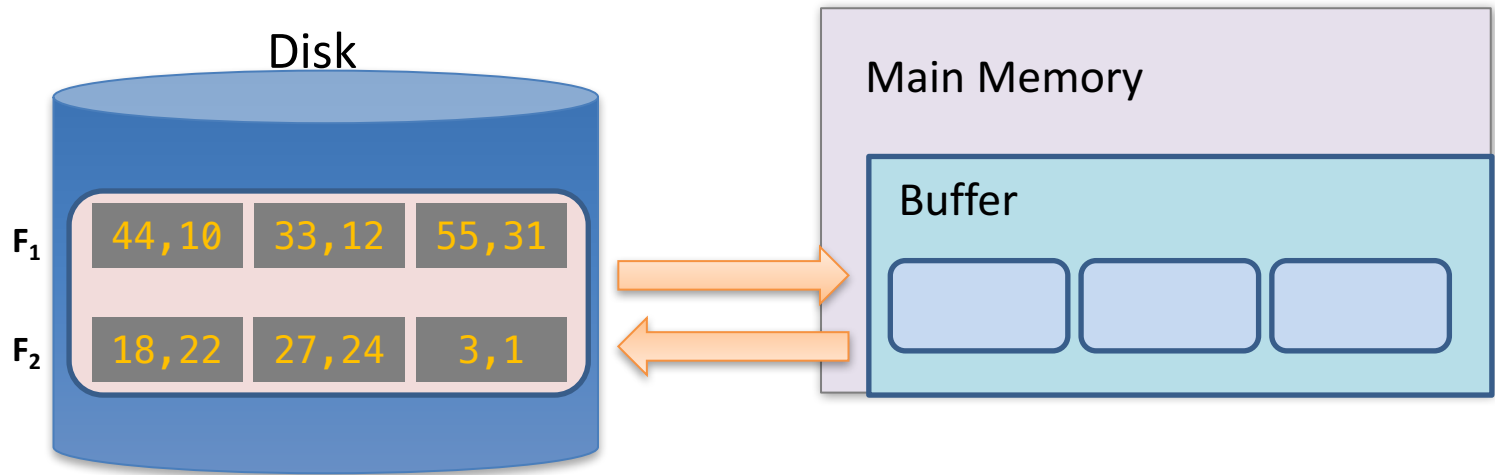 Disk
Main Memory
Buffer
F1 44,10 33,12 55,31
F2 18,22 27,24 3,1